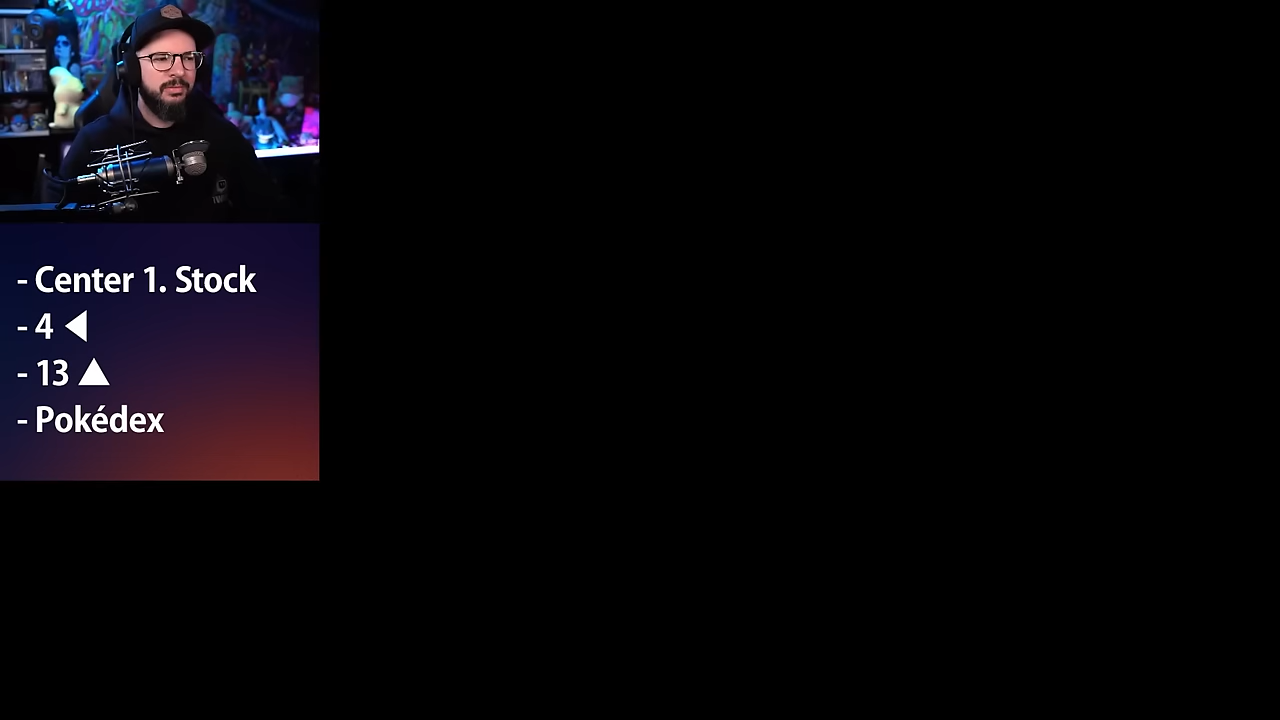 - Center 1. Stock
- 4 ◀
- 13 ▲
- Pokédex